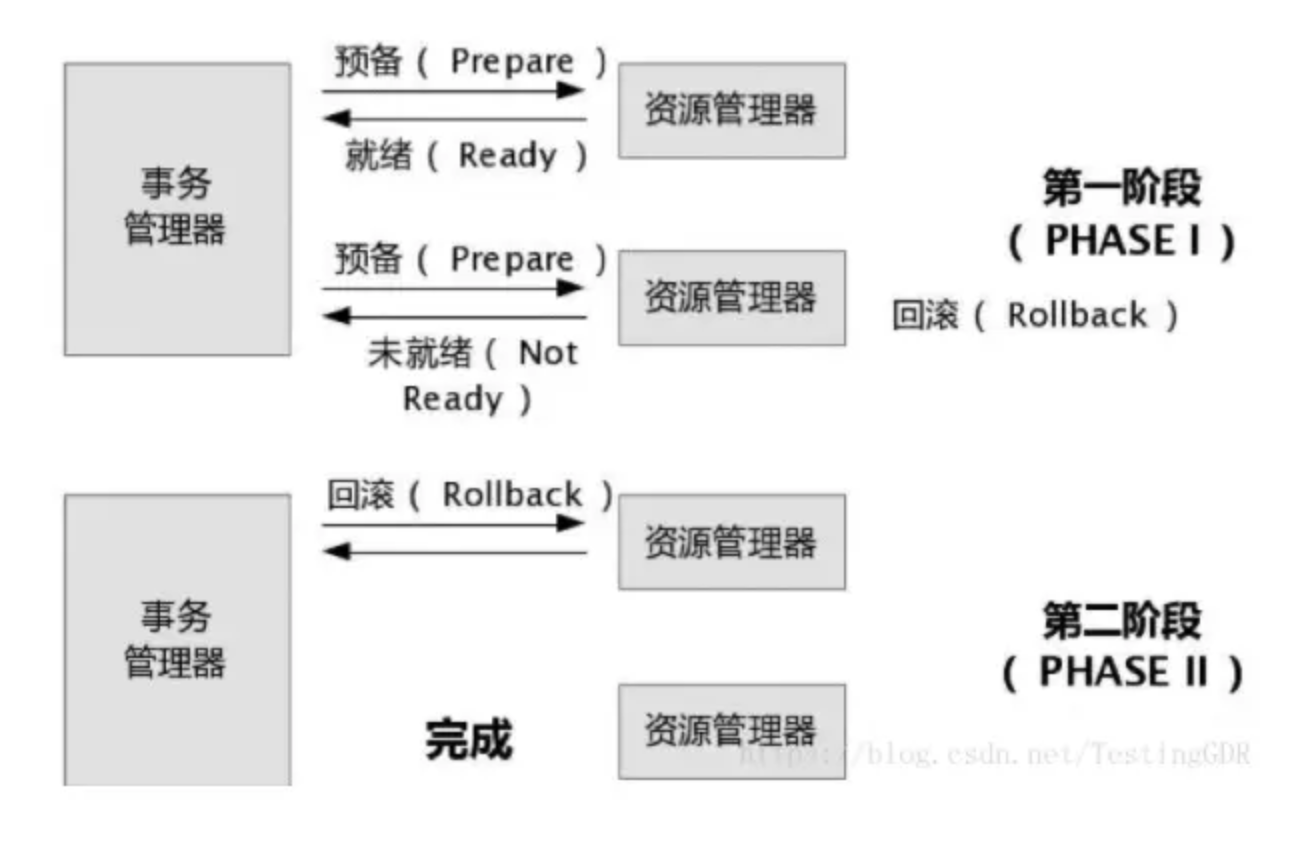 预备（ Prepare ）
资源管理器
就绪（ Ready ）
事务
管理器
第一阶段
（ PHASE I ）
预备（ Prepare ）
资源管理器
回滚（ Rollback ）
未就绪（ Not
Ready ）
回滚（ Rollback ）
资源管理器
事务
管理器
第二阶段
（ PHASE II ）
完成
资源管理器
https://blog.csdn.net/TestingGDR